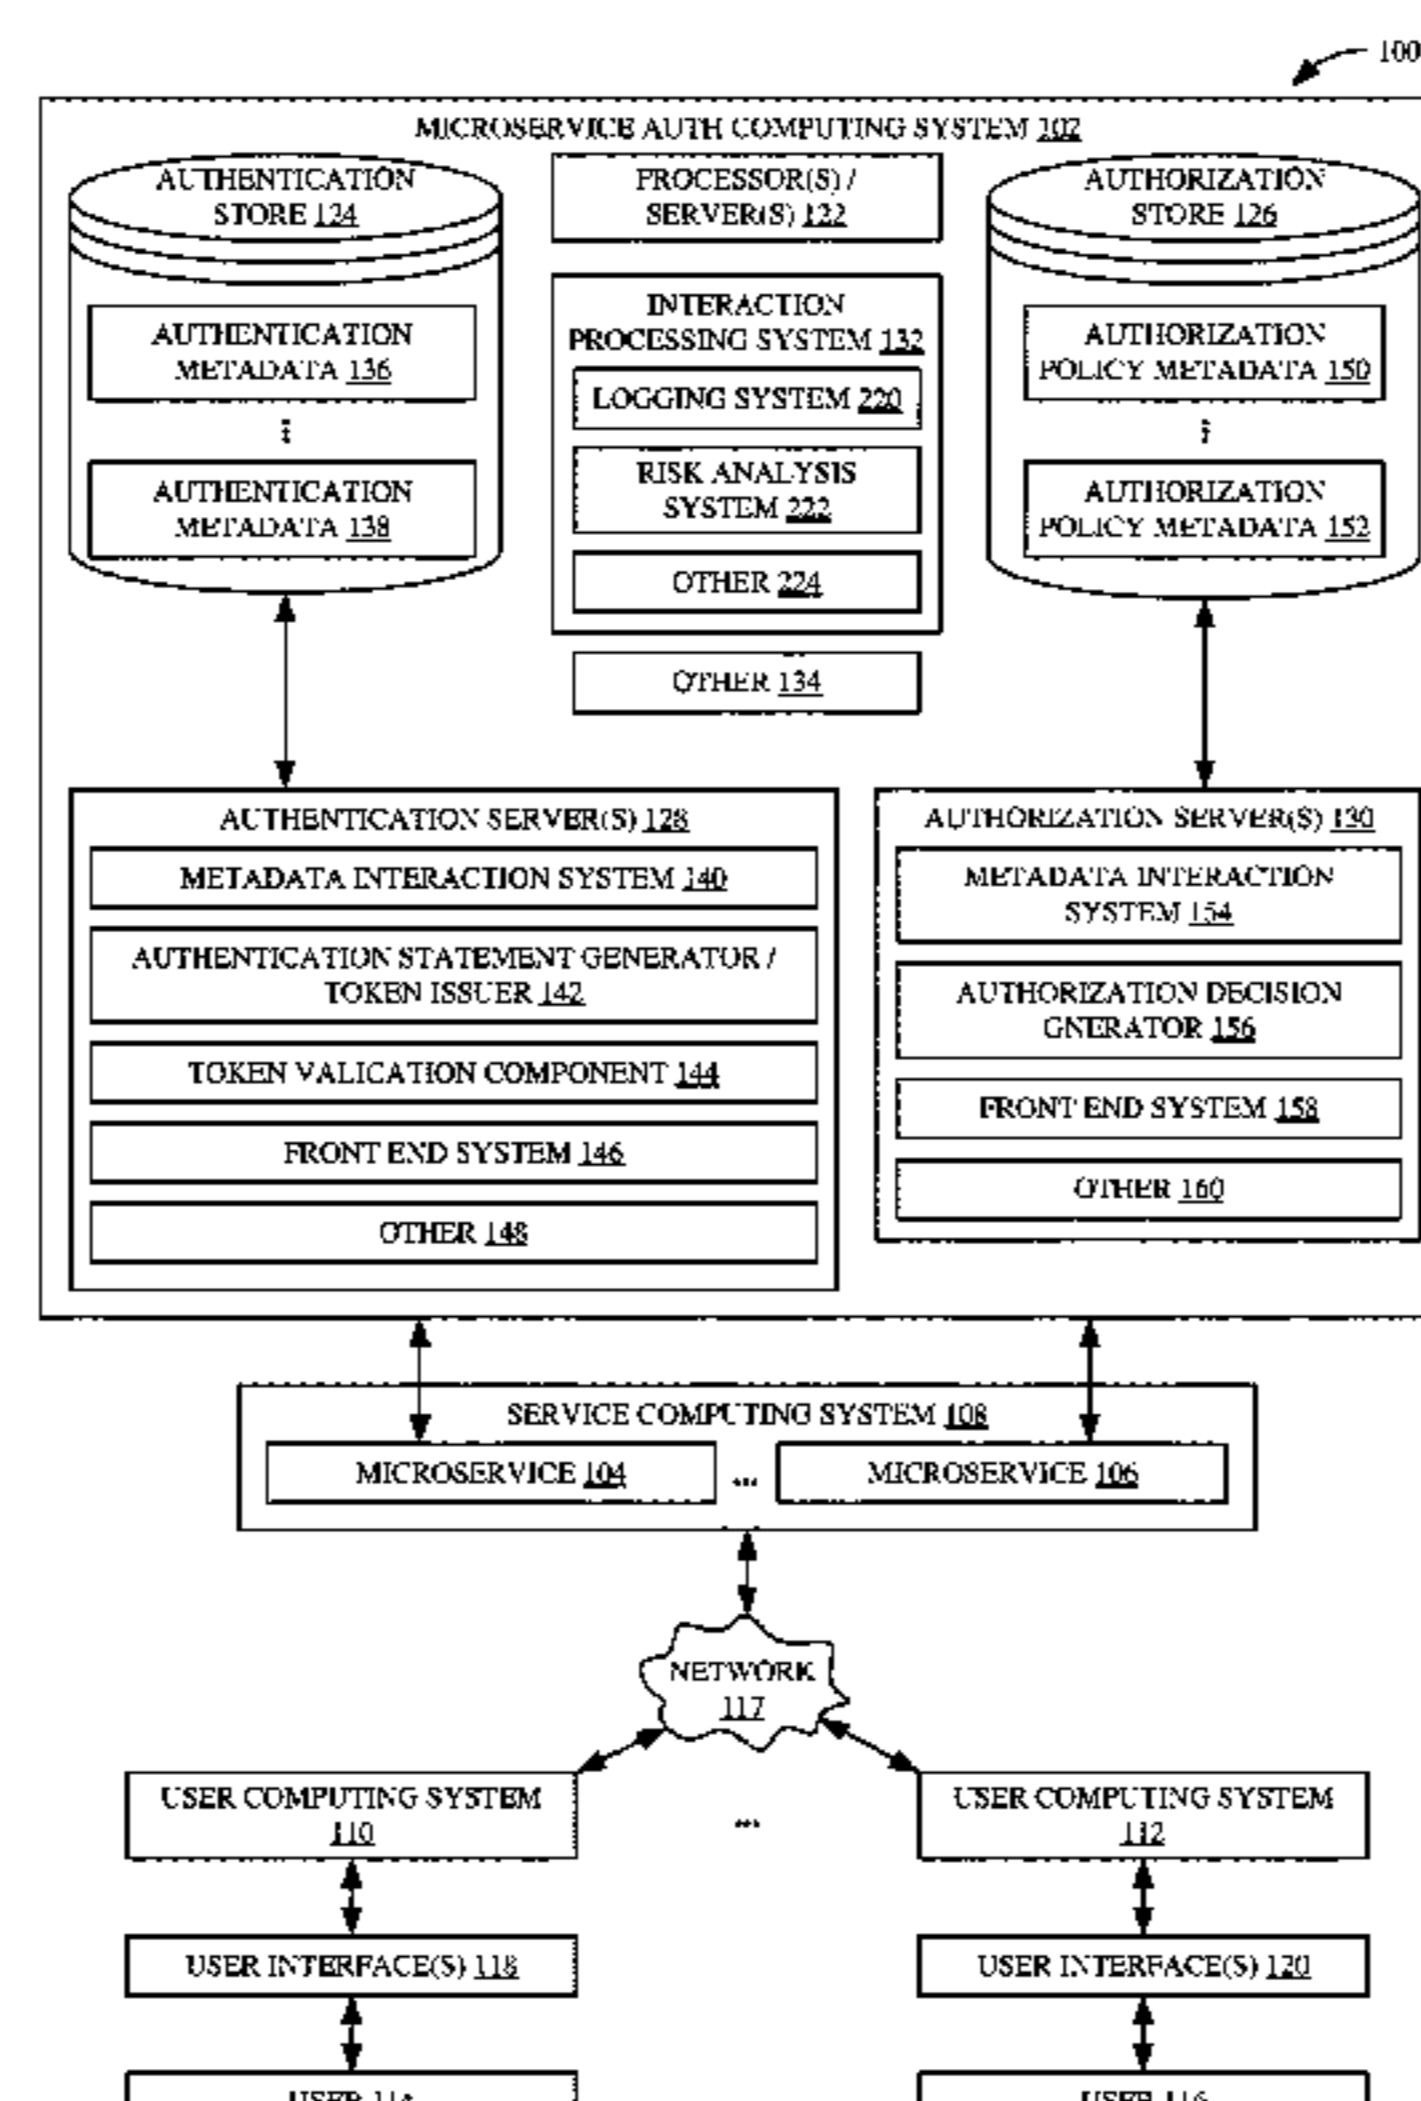 100
MICROSERVICE AUTH COMPUTING SYSTEM 102
AUTHENTICATION
STORE 124
AUTHENTICATION
METADATA 136
⋮
AUTHENTICATION
METADATA 138
PROCESSOR(S) /
SERVER(S) 122
INTERACTION
PROCESSING SYSTEM 132
LOGGING SYSTEM 220
RISK ANALYSIS
SYSTEM 222
OTHER 224
OTHER 134
AUTHORIZATION
STORE 126
AUTHORIZATION
POLICY METADATA 150
⋮
AUTHORIZATION
POLICY METADATA 152
AUTHENTICATION SERVER(S) 128
METADATA INTERACTION SYSTEM 140
AUTHENTICATION STATEMENT GENERATOR /
TOKEN ISSUER 142
TOKEN VALICATION COMPONENT 144
FRONT END SYSTEM 146
OTHER 148
AUTHORIZATION SERVER(S) 130
METADATA INTERACTION
SYSTEM 154
AUTHORIZATION DECISION
GNERATOR 156
FRONT END SYSTEM 158
OTHER 160
SERVICE COMPUTING SYSTEM 108
MICROSERVICE 104
...
MICROSERVICE 106
NETWORK
117
USER COMPUTING SYSTEM
110
...
USER COMPUTING SYSTEM
112
USER INTERFACE(S) 118
USER INTERFACE(S) 120
USER
USER 116